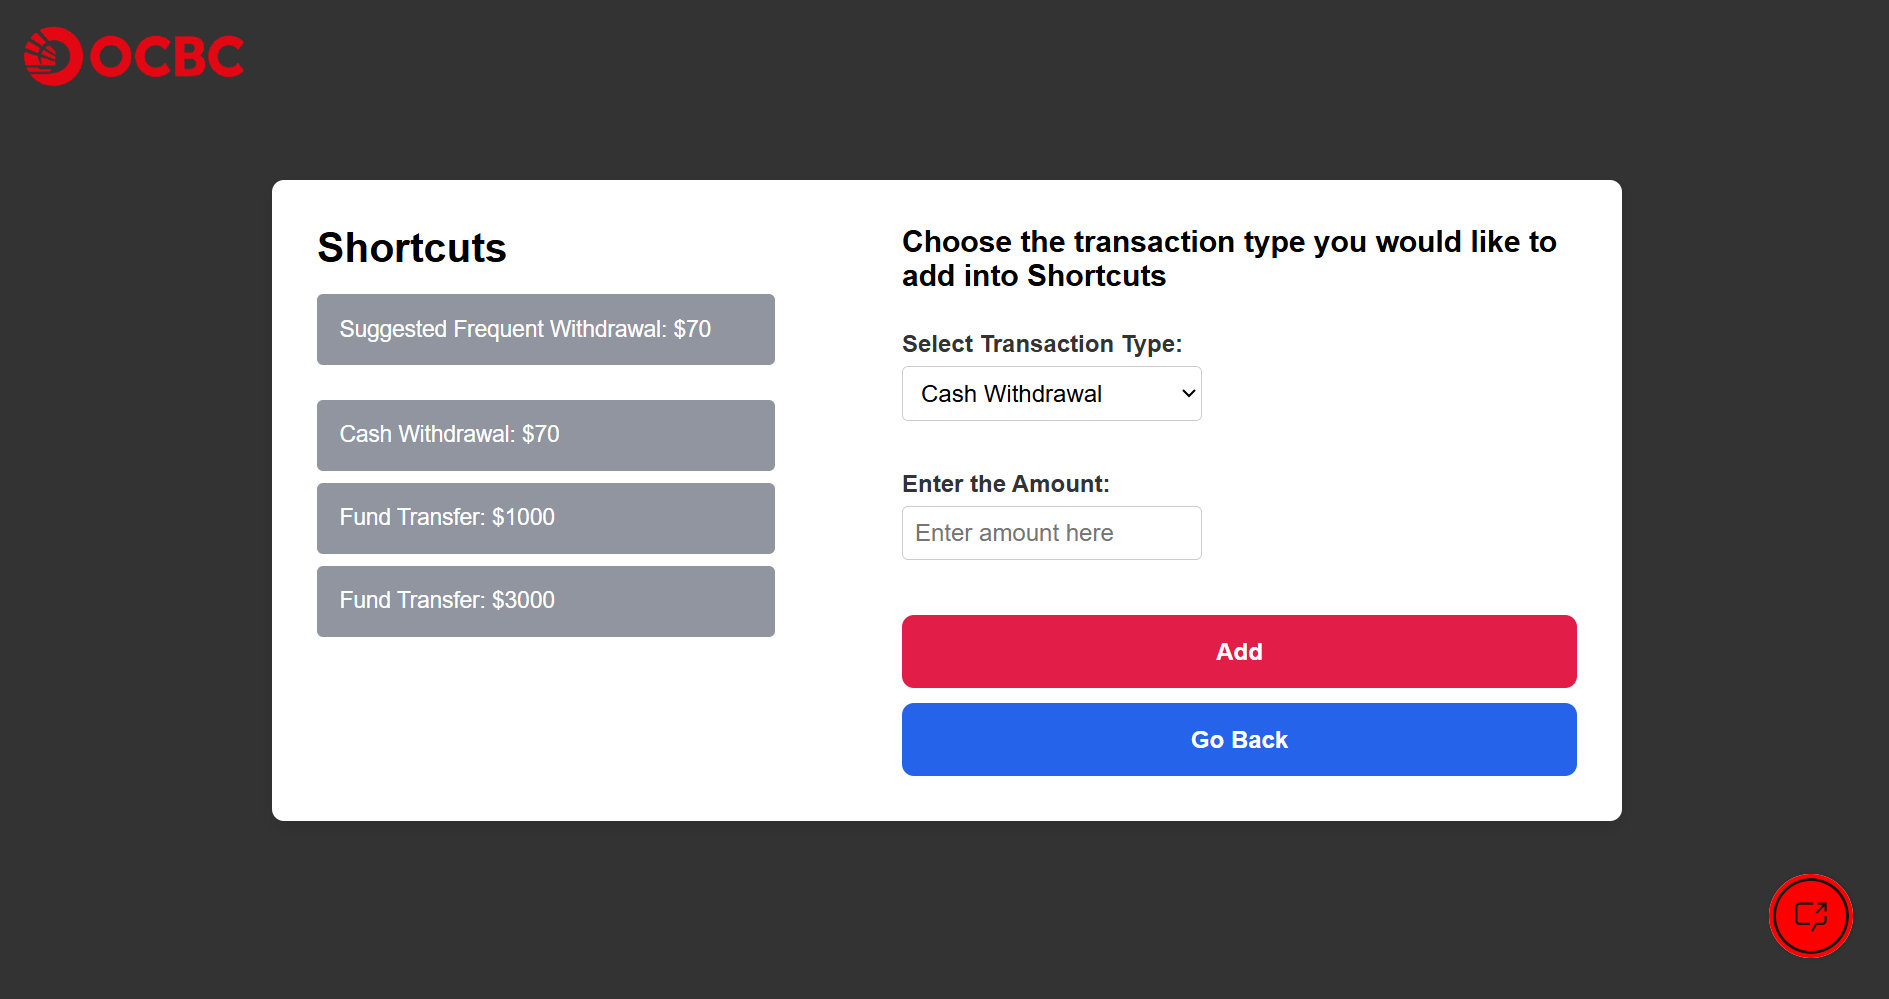 OCBC
Shortcuts
Suggested Frequent Withdrawal: $70
Cash Withdrawal: $70
Fund Transfer: $1000
Fund Transfer: $3000
Choose the transaction type you would like to
add into Shortcuts
Select Transaction Type:
Cash Withdrawal
Enter the Amount:
Enter amount here
Add
Go Back